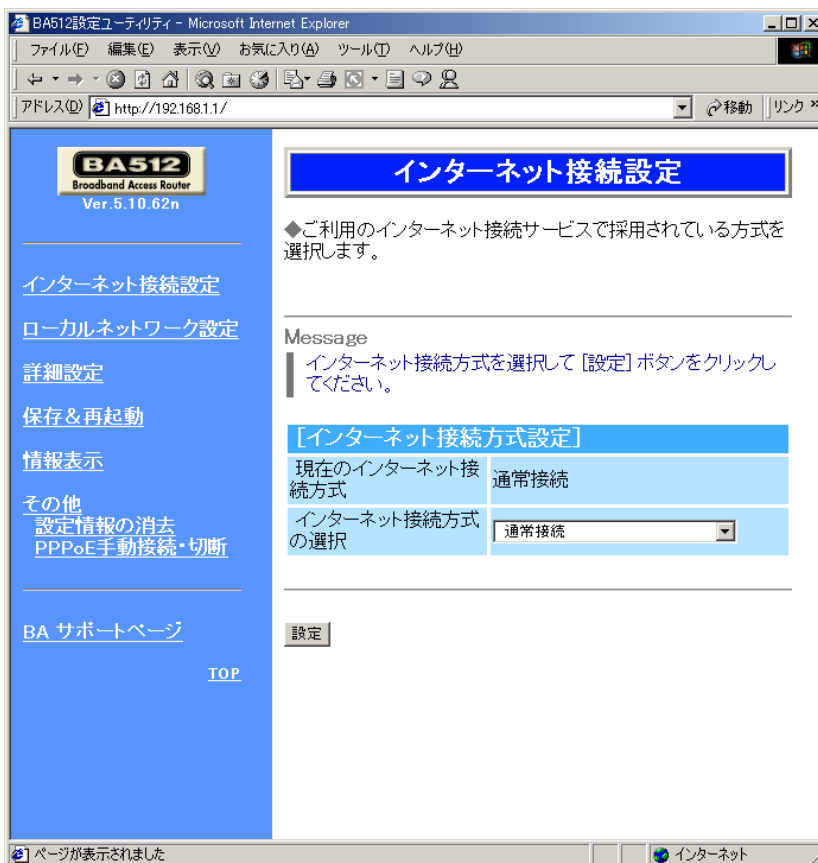 BA512設定ユーティリティ - Microsoft Internet Explorer
ファイル(F) 編集(E) 表示(V) お気に入り(A) ツール(T) ヘルプ(H)
アドレス(D) http://192.168.1.1/ 移動 リンク »
BA512
Broadband Access Router
Ver.5.10.62n
インターネット接続設定
ローカルネットワーク設定
詳細設定
保存＆再起動
情報表示
その他
設定情報の消去
PPPoE手動接続・切断
BA サポートページ
TOP
インターネット接続設定
◆ご利用のインターネット接続サービスで採用されている方式を
選択します。
Message
インターネット接続方式を選択して [設定] ボタンをクリックし
てください。
[インターネット接続方式設定]
現在のインターネット接
続方式
通常接続
インターネット接続方式
の選択
通常接続
設定
ページが表示されました インターネット